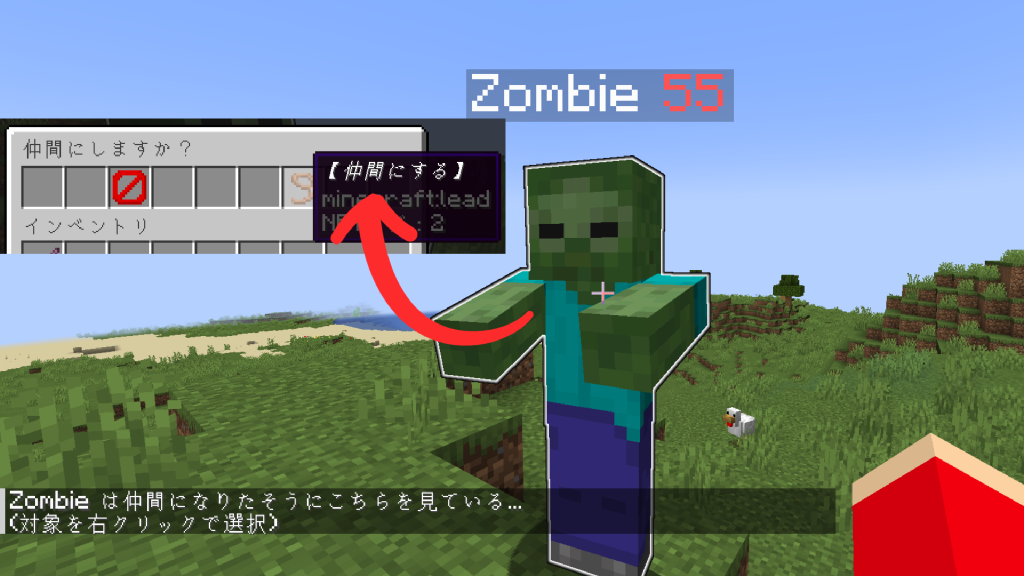 Zombie 55
仲間にしますか？
【仲間にする】
minecraft:lead
: 2
インベントリ
Zombie は仲間になりたそうにこちらを見ている...
(対象を右クリックで選択)